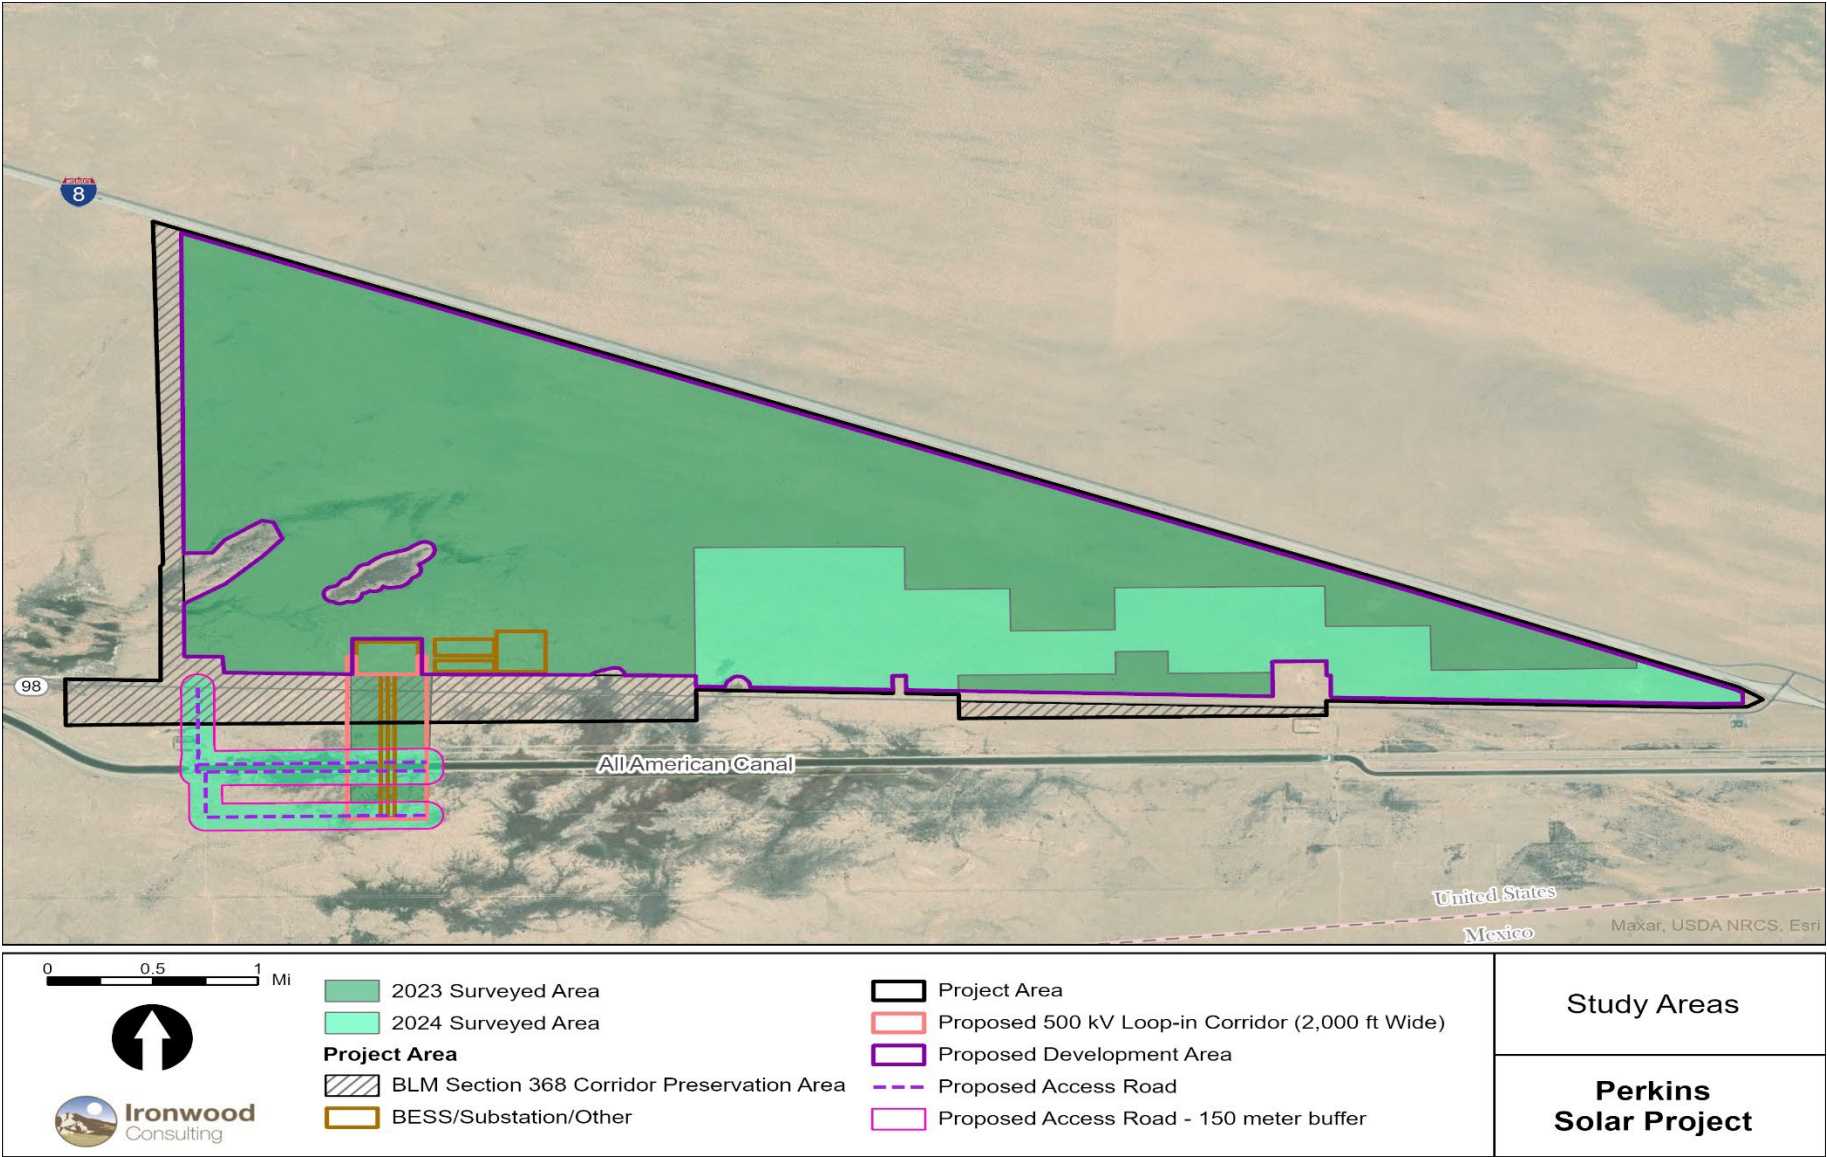 INTERSTATE
8
98
All American Canal
United States
Mexico
Maxar, USDA NRCS, Esri
0 0.5 1 Mi
Ironwood
Consulting
2023 Surveyed Area
2024 Surveyed Area
Project Area
BLM Section 368 Corridor Preservation Area
BESS/Substation/Other
Project Area
Proposed 500 kV Loop-in Corridor (2,000 ft Wide)
Proposed Development Area
Proposed Access Road
Proposed Access Road - 150 meter buffer
Study Areas
Perkins
Solar Project